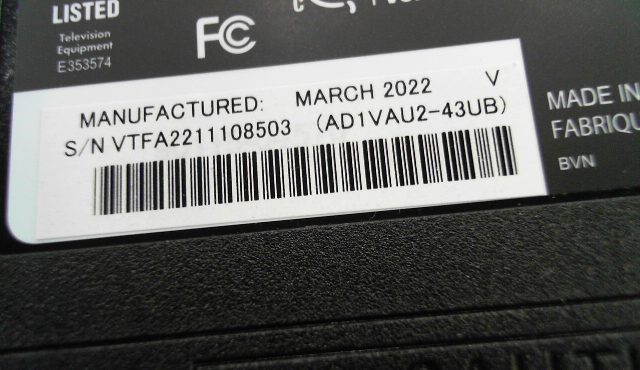 LISTED
Television
Equipment
E353574
FC
MANUFACTURED: MARCH 2022 V
S/N VTFA2211108503 (AD1VAU2-43UB)
MADE IN
FABRIQU
BVN